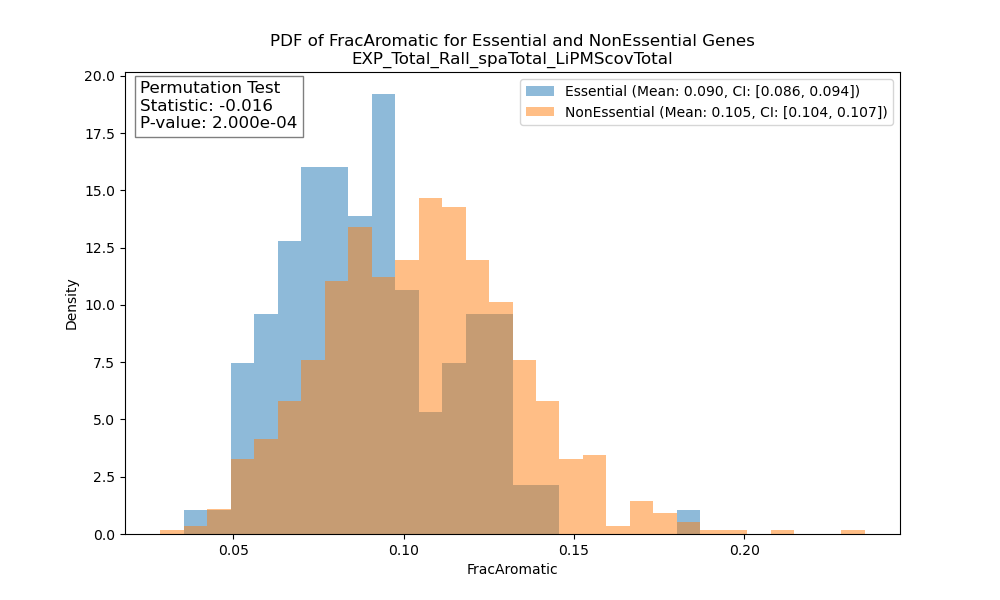 PDF of FracAromatic for Essential and NonEssential Genes
EXP_Total_Rall_spaTotal_LiPMScovTotal
Permutation Test
Statistic: -0.016
P-value: 2.000e-04
Essential (Mean: 0.090, CI: [0.086, 0.094])
NonEssential (Mean: 0.105, CI: [0.104, 0.107])
20.0
17.5
15.0
12.5
10.0
7.5
5.0
2.5
0.0
Density
0.05
0.10
0.15
0.20
FracAromatic